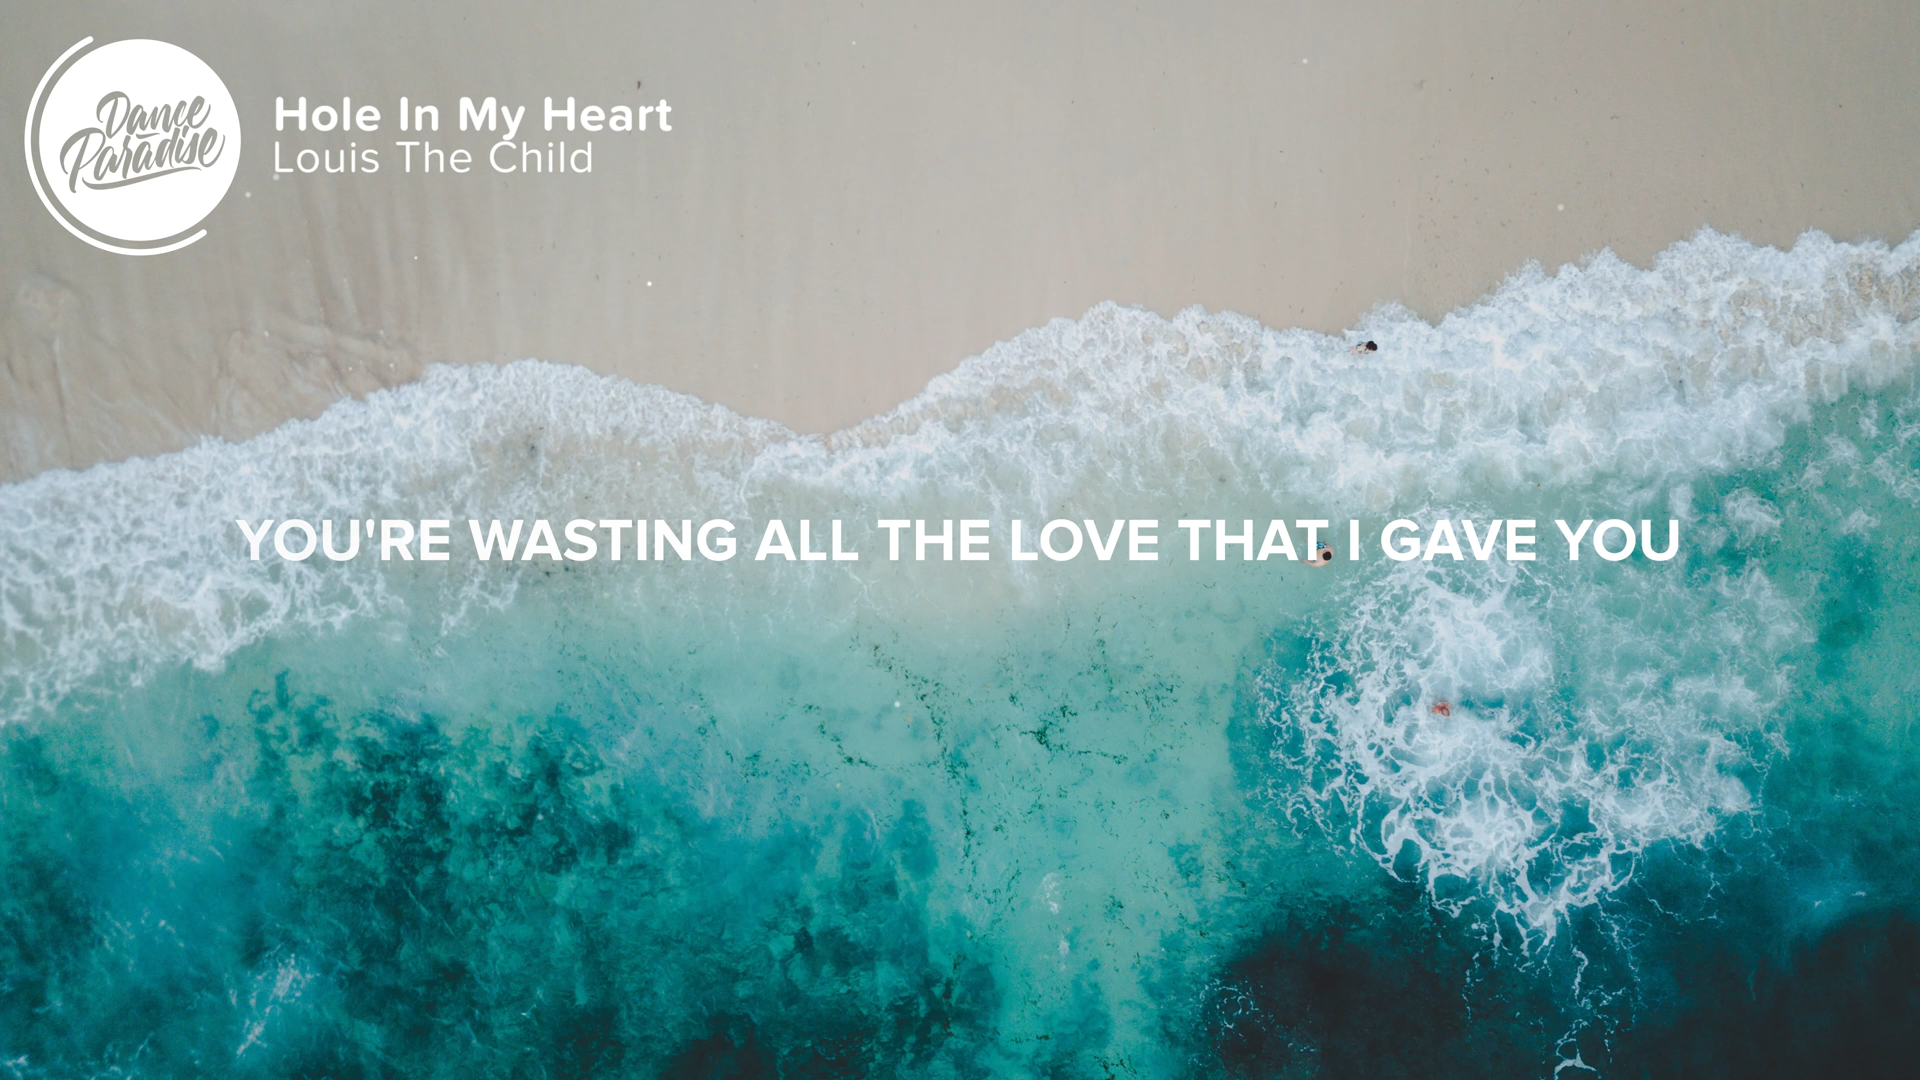 Dance
Paradise
Hole In My Heart
Louis The Child
YOU'RE WASTING ALL THE LOVE THAT I GAVE YOU